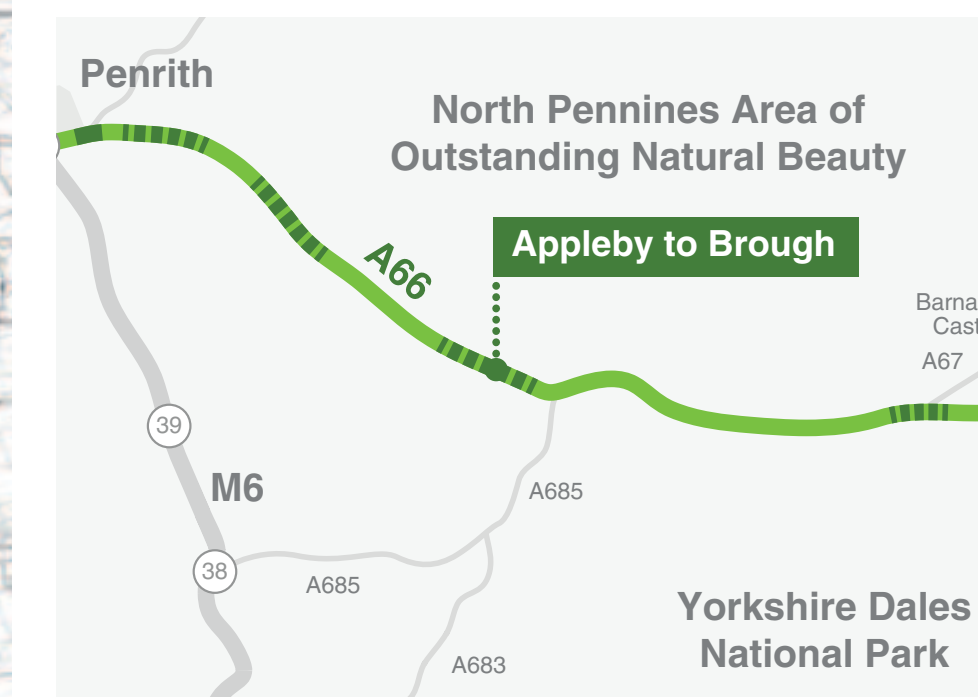 Penrith
North Pennines Area of
Outstanding Natural Beauty
Appleby to Brough
A66
A67
39
M6
A685
38
A685
Yorkshire Dales
National Park
A683